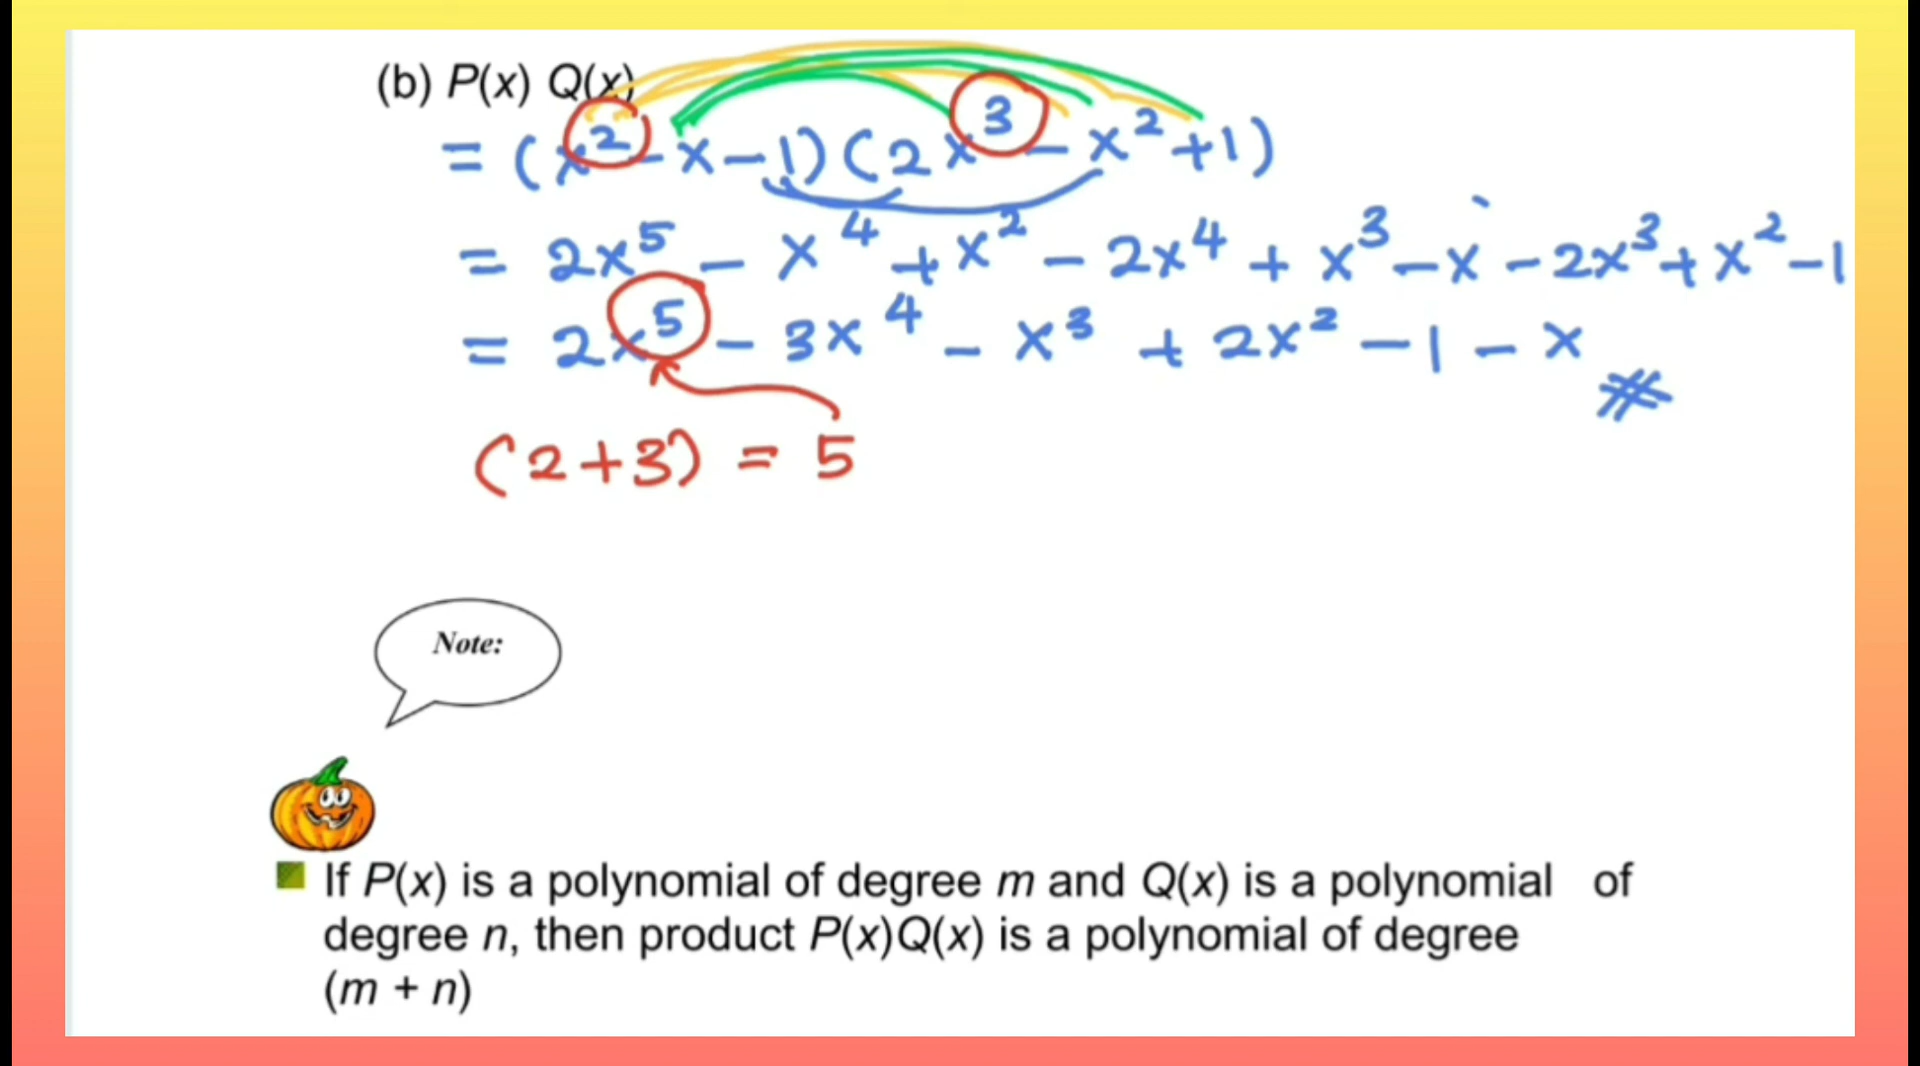 (b) P(x) Q(x)
= (x² - x - 1)(2x³ - x² + 1)
= 2x⁵ - x⁴ + x² - 2x⁴ + x³ - x - 2x³ + x² - 1
= 2x⁵ - 3x⁴ - x³ + 2x² - 1 - x
(2+3) = 5
Note:
If P(x) is a polynomial of degree m and Q(x) is a polynomial of
degree n, then product P(x)Q(x) is a polynomial of degree
(m + n)